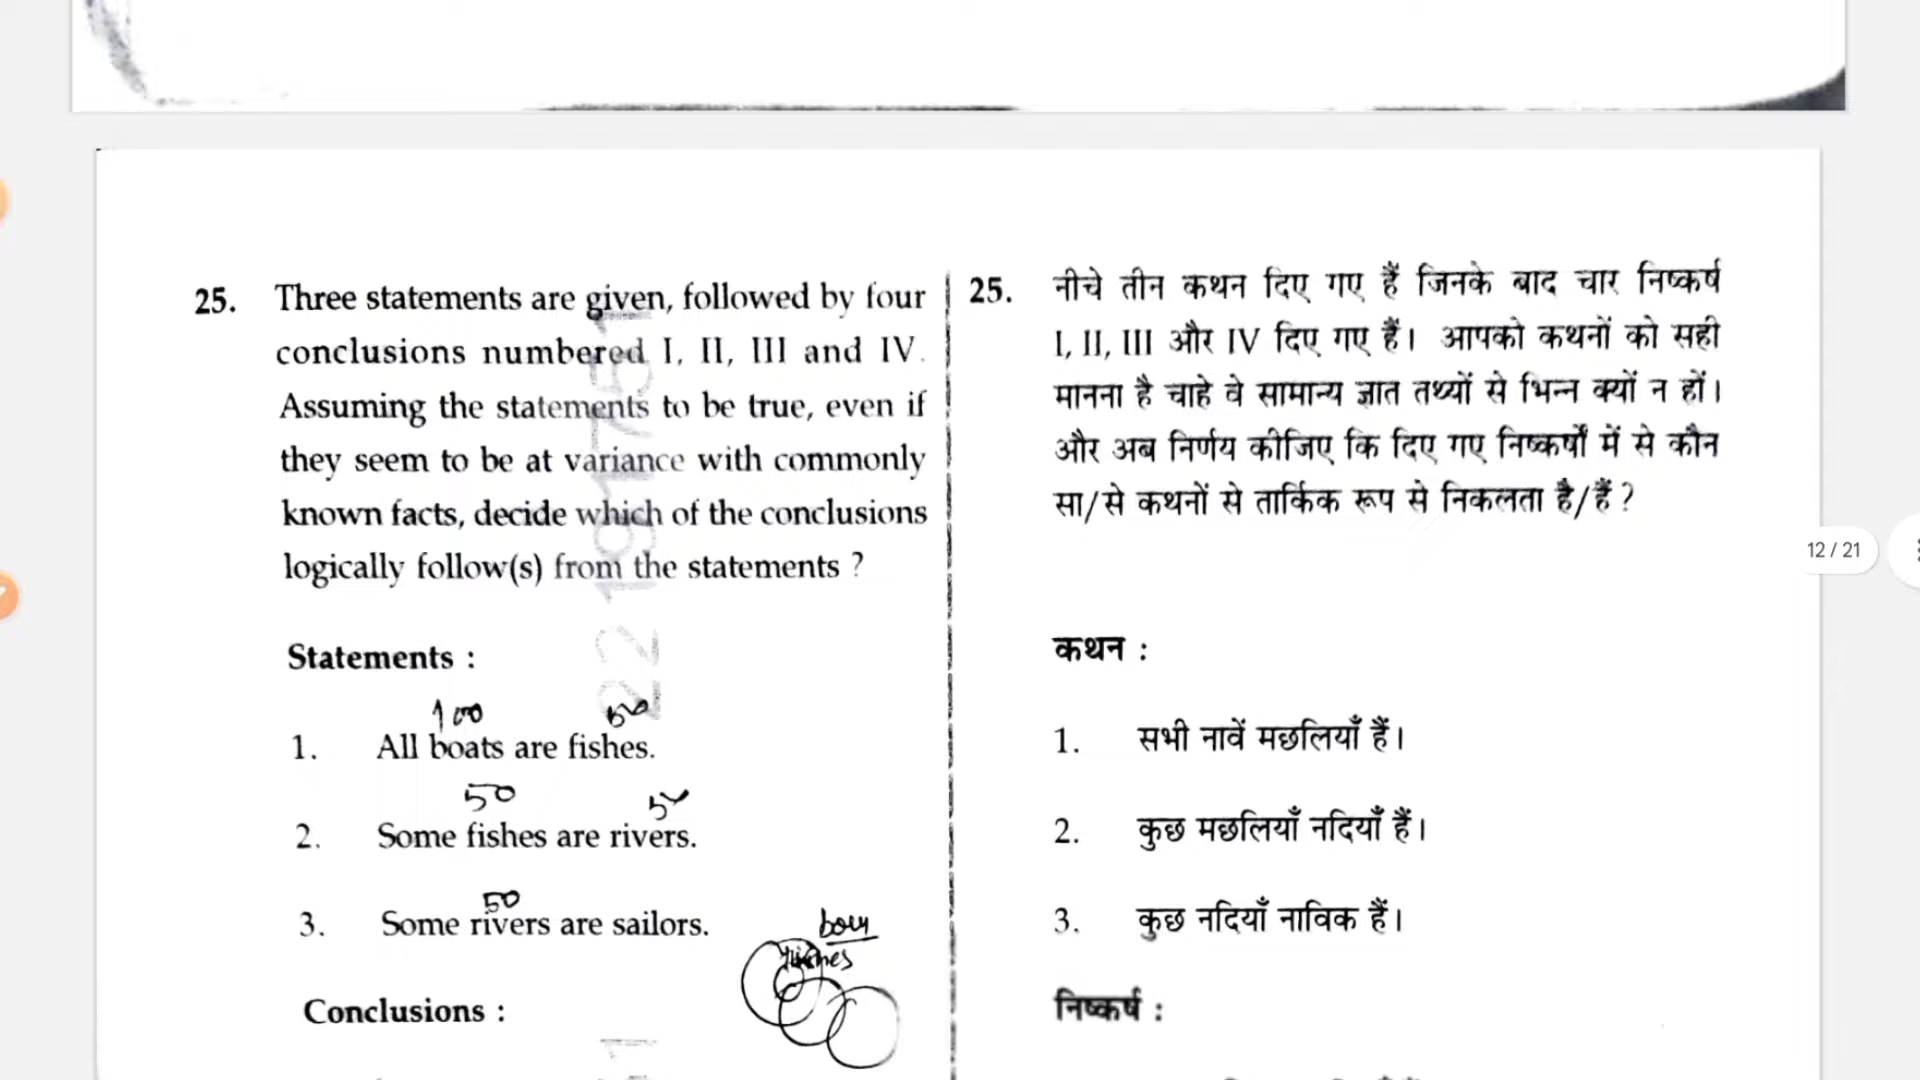 25. Three statements are given, followed by four
conclusions numbered I, II, III and IV.
Assuming the statements to be true, even if
they seem to be at variance with commonly
known facts, decide which of the conclusions
logically follow(s) from the statements ?
Statements :
100
1. All boats are fishes.
50
2. Some fishes are rivers.
50
3. Some rivers are sailors.
Conclusions :
25. नीचे तीन कथन दिए गए हैं जिनके बाद चार निष्कर्ष
I, II, III और IV दिए गए हैं। आपको कथनों को सही
मानना है चाहे वे सामान्य ज्ञात तथ्यों से भिन्न क्यों न हों।
और अब निर्णय कीजिए कि दिए गए निष्कर्षों में से कौन
सा/से कथनों से तार्किक रूप से निकलता है/हैं ?
कथन :
1. सभी नावें मछलियाँ हैं।
2. कुछ मछलियाँ नदियाँ हैं।
3. कुछ नदियाँ नाविक हैं।
निष्कर्ष :
12 / 21